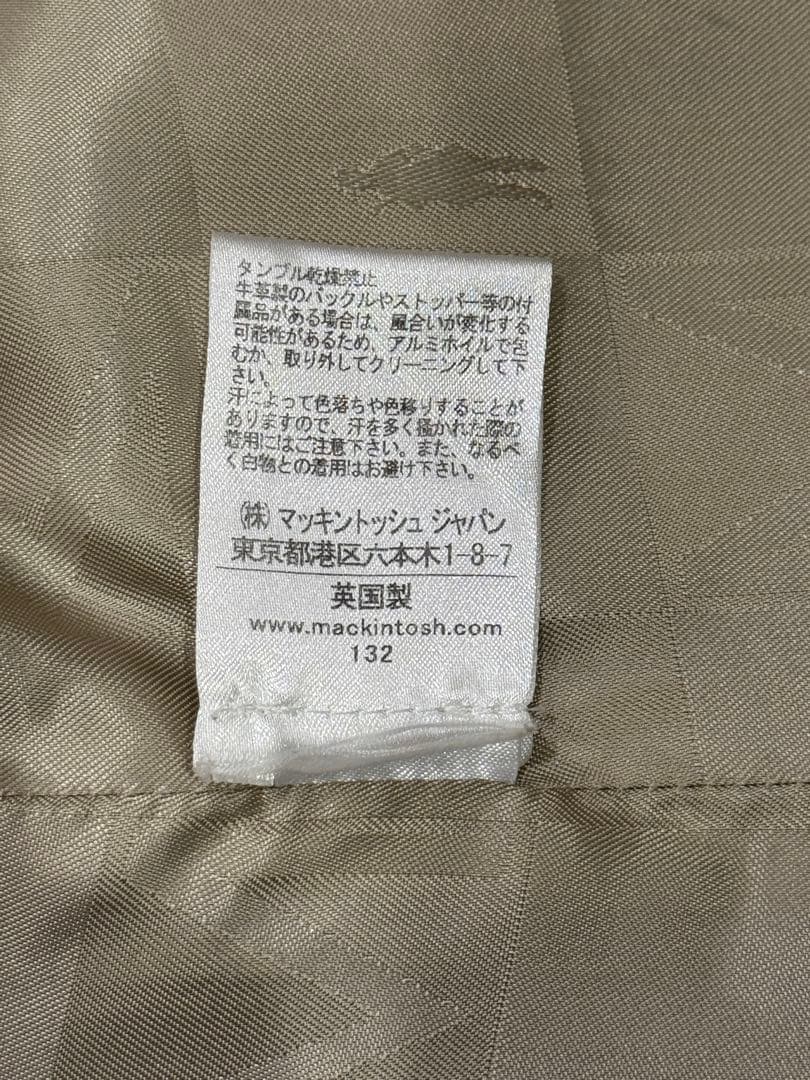 タンブル乾燥禁止
牛革製のバックルやストッパー等の付
属品がある場合は、風合いが変化する
可能性があるため、アルミホイルで包
むか、取り外してクリーニングして下
さい。
汗によって色落ちや色移りすることが
ありますので、汗を多く掻かれた際の
着用にはご注意下さい。また、なるべ
く白物との着用はお避け下さい。
㈱ マッキントッシュ ジャパン
東京都港区六本木1-8-7
英国製
www.mackintosh.com
132